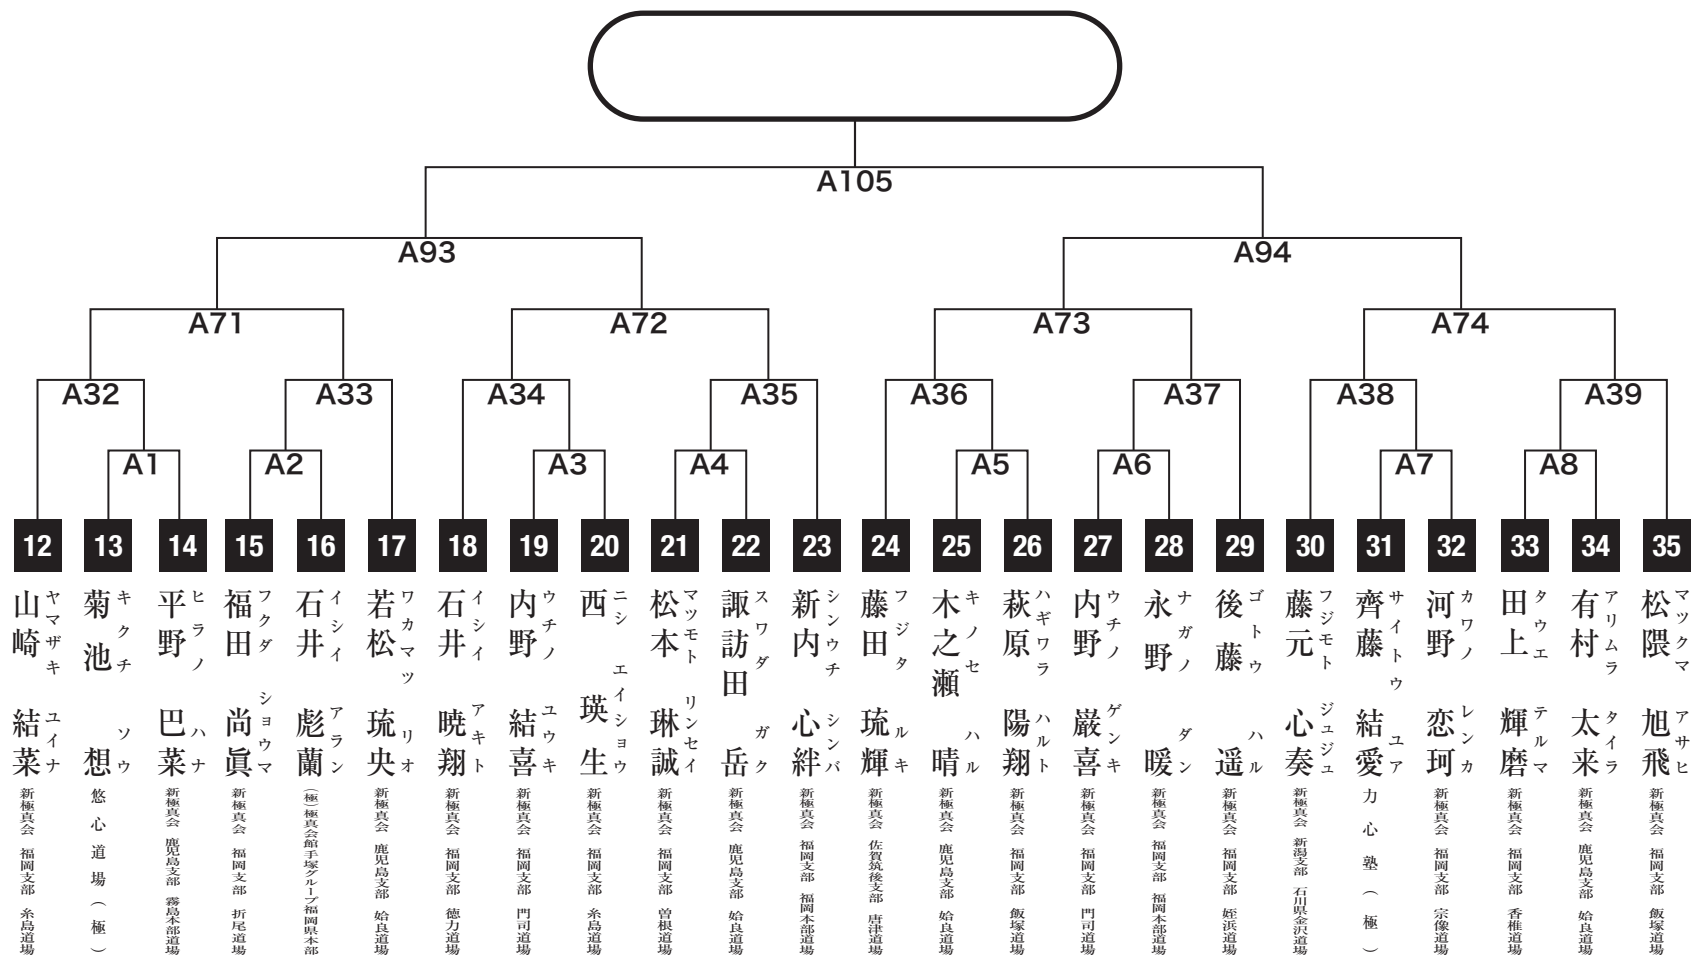 A105
A93
A94
A71
A72
A73
A74
A32
A33
A34
A35
A36
A37
A38
A39
A1
A2
A3
A4
A5
A6
A7
A8
12
山崎 結菜
ヤマザキ ユイナ
新極真会 福岡支部 糸島道場
13
菊池 想
キクチ ソウ
悠心道場(極)
14
平野 巴菜
ヒラノ ハナ
新極真会 鹿児島支部 霧島本部道場
15
福田 尚眞
フクダ ショウマ
新極真会 福岡支部 折尾道場
16
石井 彪蘭
イシイ アラン
(極)極真会館手塚グループ福岡県本部
17
若松 琉央
ワカマツ リオ
新極真会 鹿児島支部 姶良道場
18
石井 暁翔
イシイ アキト
新極真会 福岡支部 徳力道場
19
内野 結喜
ウチノ ユウキ
新極真会 福岡支部 門司道場
20
西 瑛生
ニシ エイショウ
新極真会 福岡支部 糸島道場
21
松本 琳誠
マツモト リンセイ
新極真会 福岡支部 曽根道場
22
諏訪田 岳
スワダ ガク
新極真会 鹿児島支部 姶良道場
23
新内 心絆
シンウチ シンバ
新極真会 福岡支部 福岡本部道場
24
藤田 琉輝
フジタ ルキ
新極真会 佐賀筑後支部 唐津道場
25
木之瀬 晴
キノセ ハル
新極真会 鹿児島支部 姶良道場
26
萩原 陽翔
ハギワラ ハルト
新極真会 福岡支部 飯塚道場
27
内野 巌喜
ウチノ ゲンキ
新極真会 福岡支部 門司道場
28
永野 暖
ナガノ ダン
新極真会 福岡支部 福岡本部道場
29
後藤 遥
ゴトウ ハル
新極真会 福岡支部 姪浜道場
30
藤元 心奏
フジモト ジュジュ
新極真会 新潟支部 石川県金沢道場
31
齊藤 結愛
サイトウ ユア
力心塾(極)
32
河野 恋珂
カワノ レンカ
新極真会 福岡支部 宗像道場
33
田上 輝磨
タウエ テルマ
新極真会 福岡支部 香椎道場
34
有村 太来
アリムラ タイラ
新極真会 鹿児島支部 姶良道場
35
松隈 旭飛
マツクマ アサヒ
新極真会 福岡支部 飯塚道場